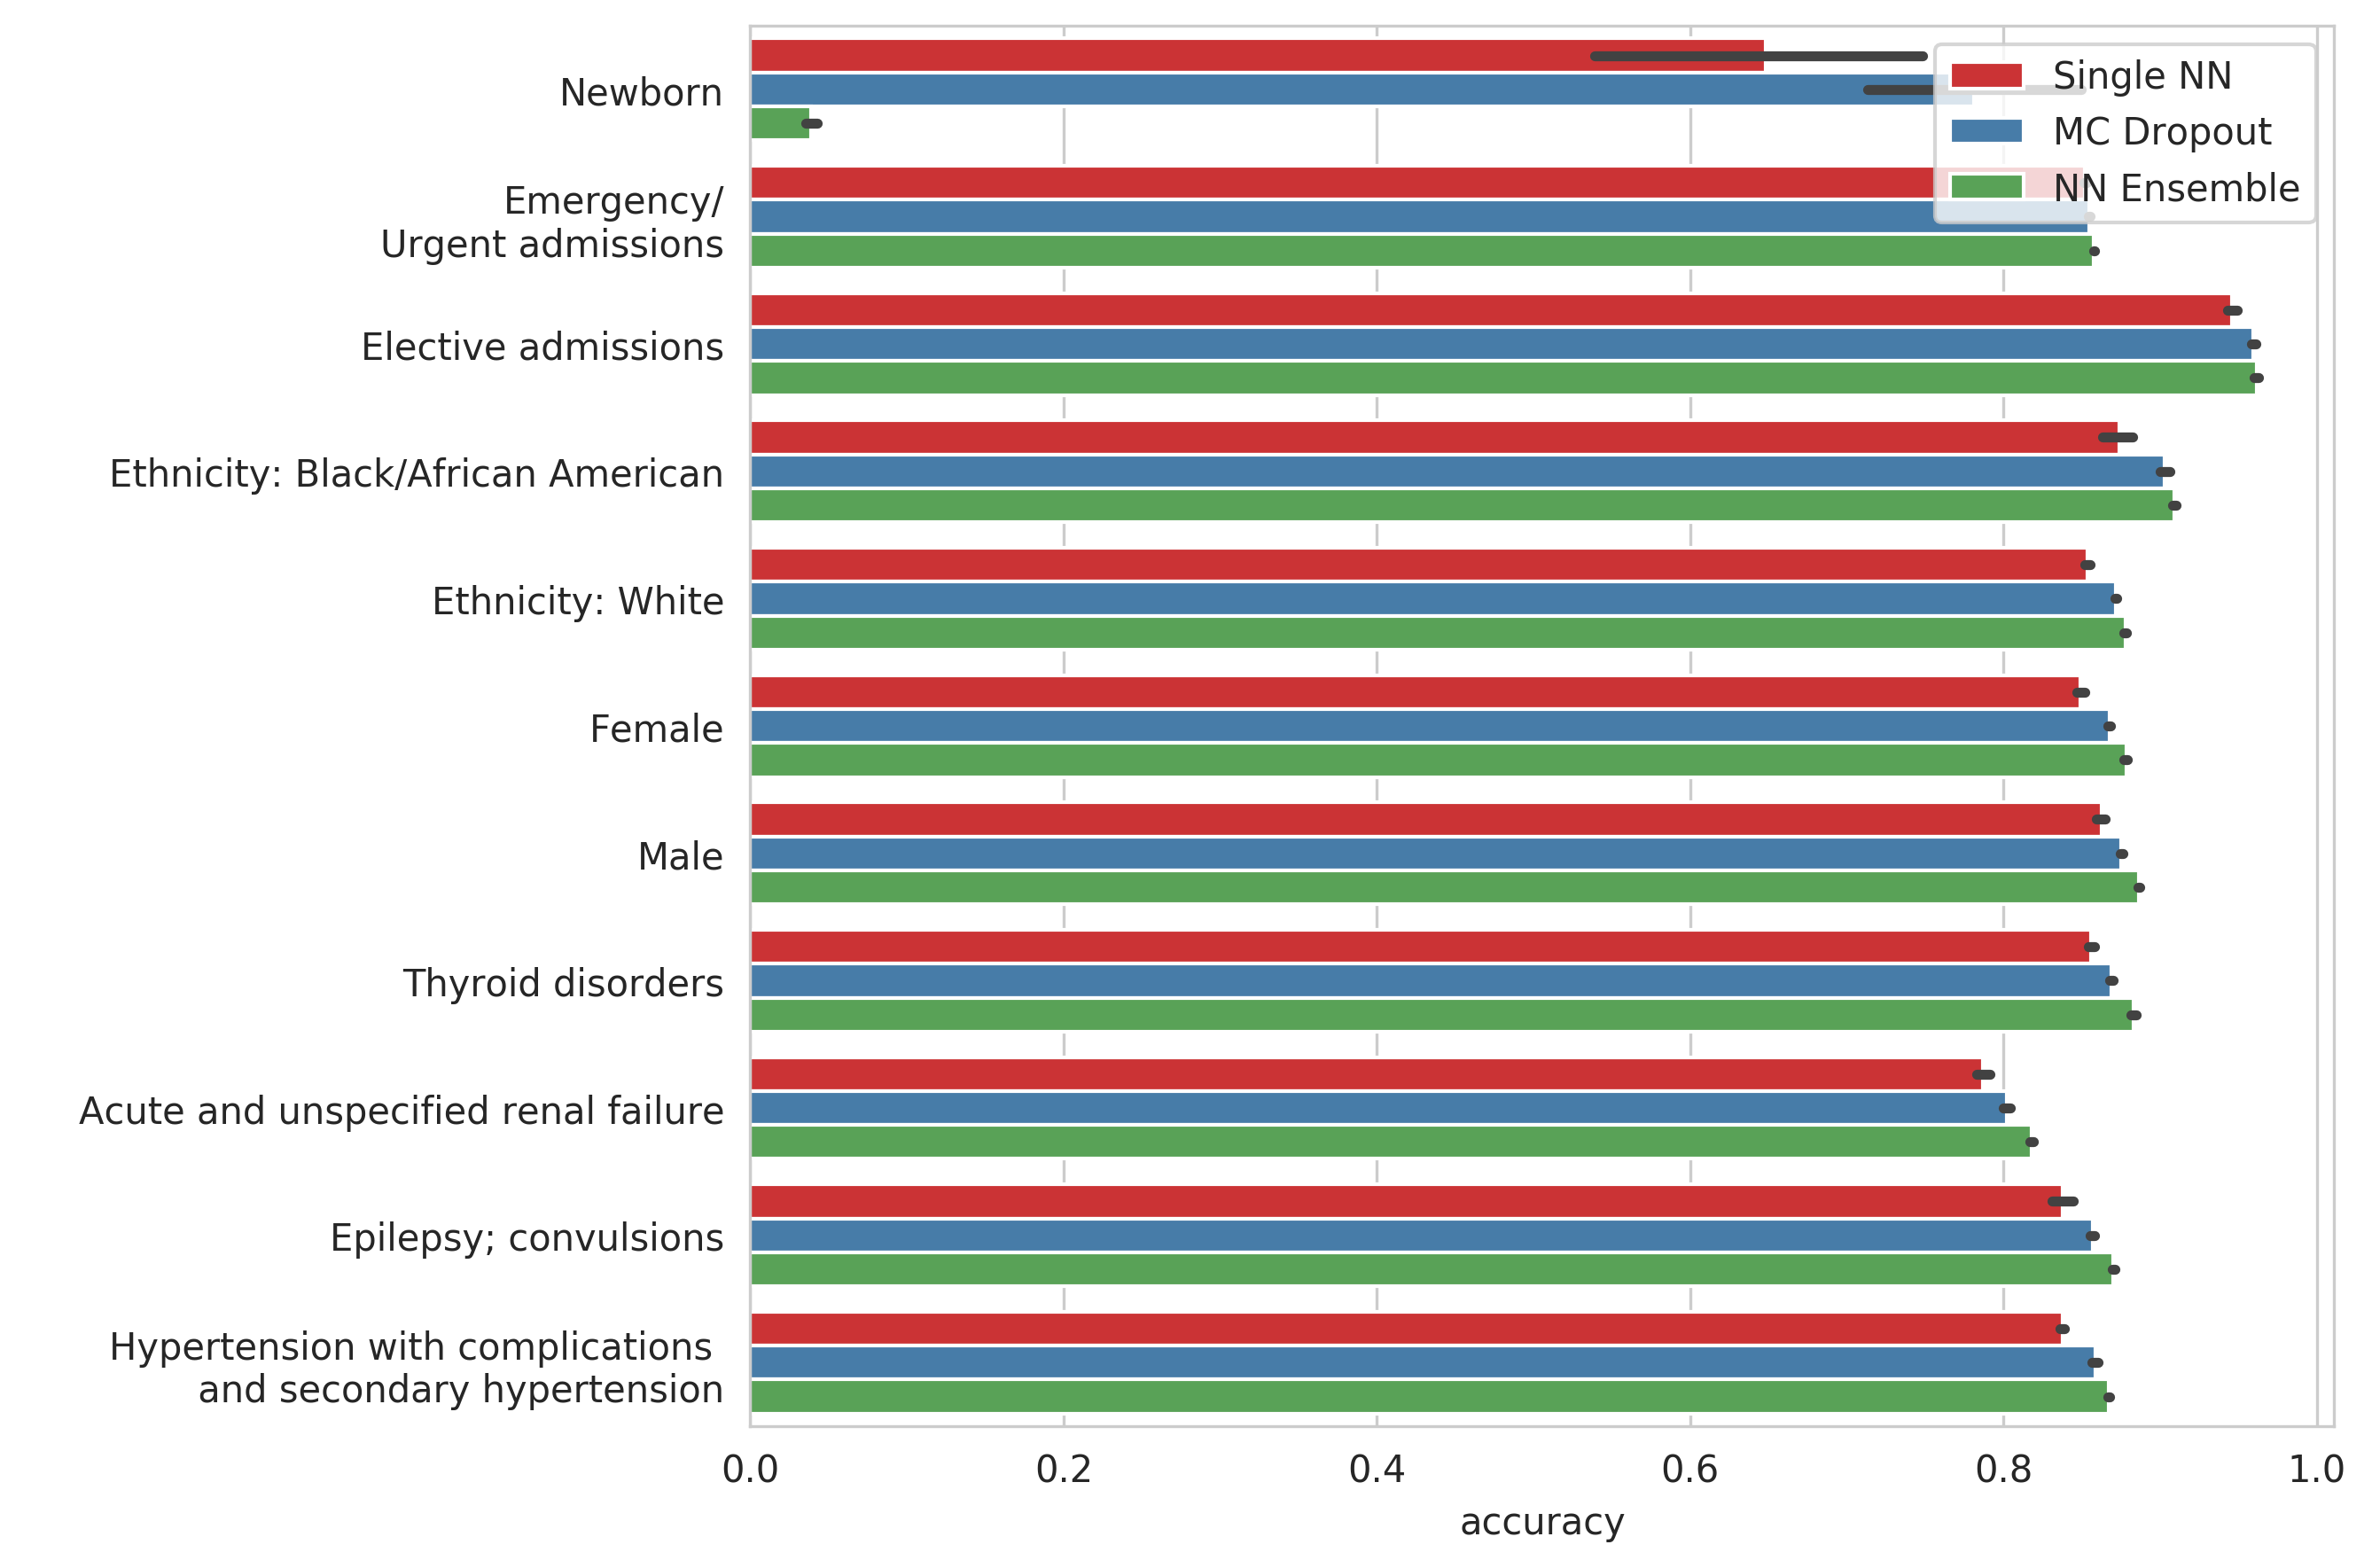 Newborn
Emergency/
Urgent admissions
Elective admissions
Ethnicity: Black/African American
Ethnicity: White
Female
Male
Thyroid disorders
Acute and unspecified renal failure
Epilepsy; convulsions
Hypertension with complications
and secondary hypertension
Single NN
MC Dropout
NN Ensemble
0.0 0.2 0.4 0.6 0.8 1.0
accuracy